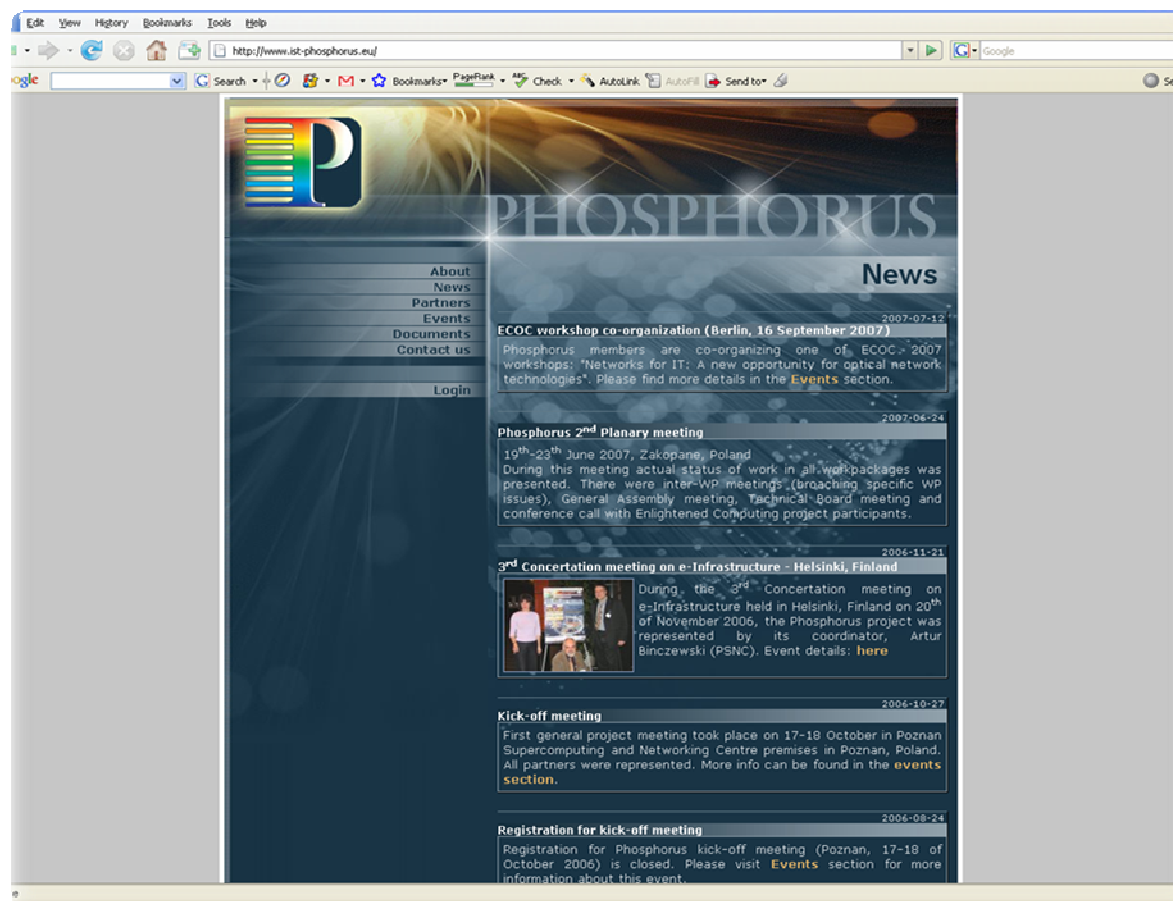 Edit View History Bookmarks Tools Help
http://www.ist-phosphorus.eu/ G Google
ogle G Search M Bookmarks PageRank ABC Check AutoLink AutoFill Send to Se
P
PHOSPHORUS
News
About
News
Partners
Events
Documents
Contact us
Login
2007-07-12
ECOC workshop co-organization (Berlin, 16 September 2007)
Phosphorus members are co-organizing one of ECOC 2007
workshops: "Networks for IT: A new opportunity for optical network
technologies". Please find more details in the Events section.
2007-06-24
Phosphorus 2nd Planary meeting
19th-23th June 2007, Zakopane, Poland
During this meeting actual status of work in all workpackages was
presented. There were inter-WP meetings (broaching specific WP
issues), General Assembly meeting, Technical Board meeting and
conference call with Enlightened Computing project participants.
2006-11-21
3rd Concertation meeting on e-Infrastructure - Helsinki, Finland
During the 3rd Concertation meeting on
e-Infrastructure held in Helsinki, Finland on 20th
of November 2006, the Phosphorus project was
represented by its coordinator, Artur
Binczewski (PSNC). Event details: here
2006-10-27
Kick-off meeting
First general project meeting took place on 17-18 October in Poznan
Supercomputing and Networking Centre premises in Poznan, Poland.
All partners were represented. More info can be found in the events
section.
2006-08-24
Registration for kick-off meeting
Registration for Phosphorus kick-off meeting (Poznan, 17-18 of
October 2006) is closed. Please visit Events section for more
information about this event.